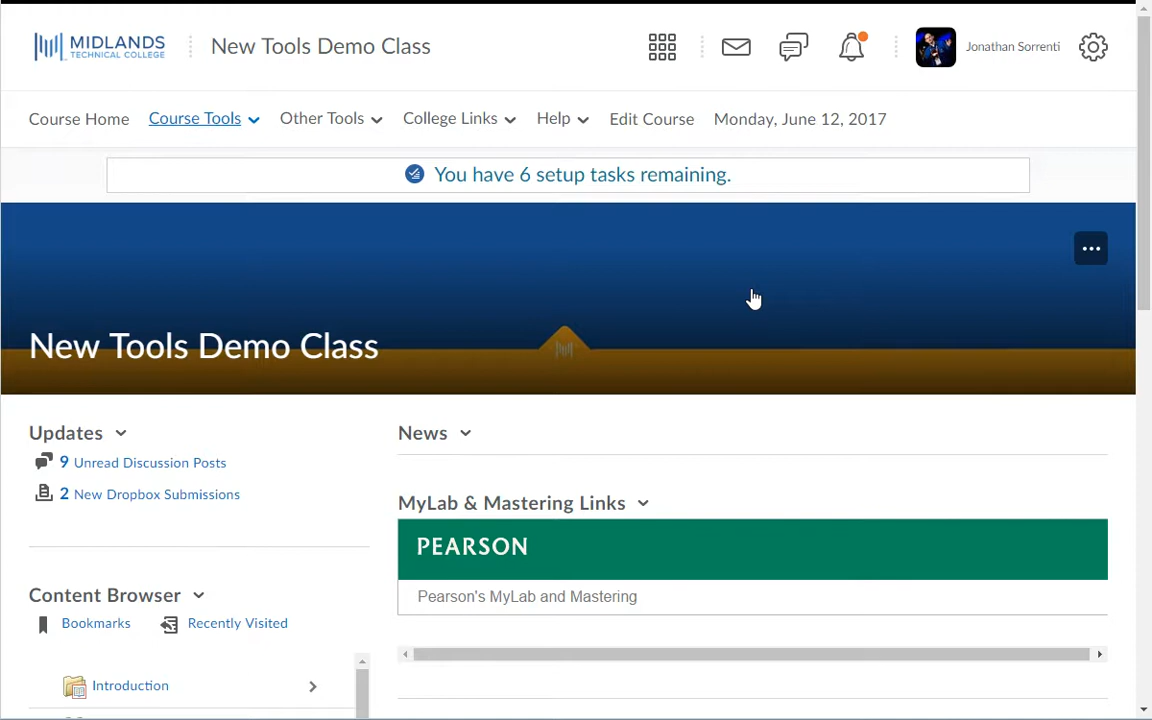 MIDLANDS
TECHNICAL COLLEGE
New Tools Demo Class
Jonathan Sorrenti
Course Home
Course Tools
Other Tools
College Links
Help
Edit Course
Monday, June 12, 2017
You have 6 setup tasks remaining.
New Tools Demo Class
Updates
9 Unread Discussion Posts
2 New Dropbox Submissions
Content Browser
Bookmarks
Recently Visited
Introduction
News
MyLab & Mastering Links
PEARSON
Pearson's MyLab and Mastering